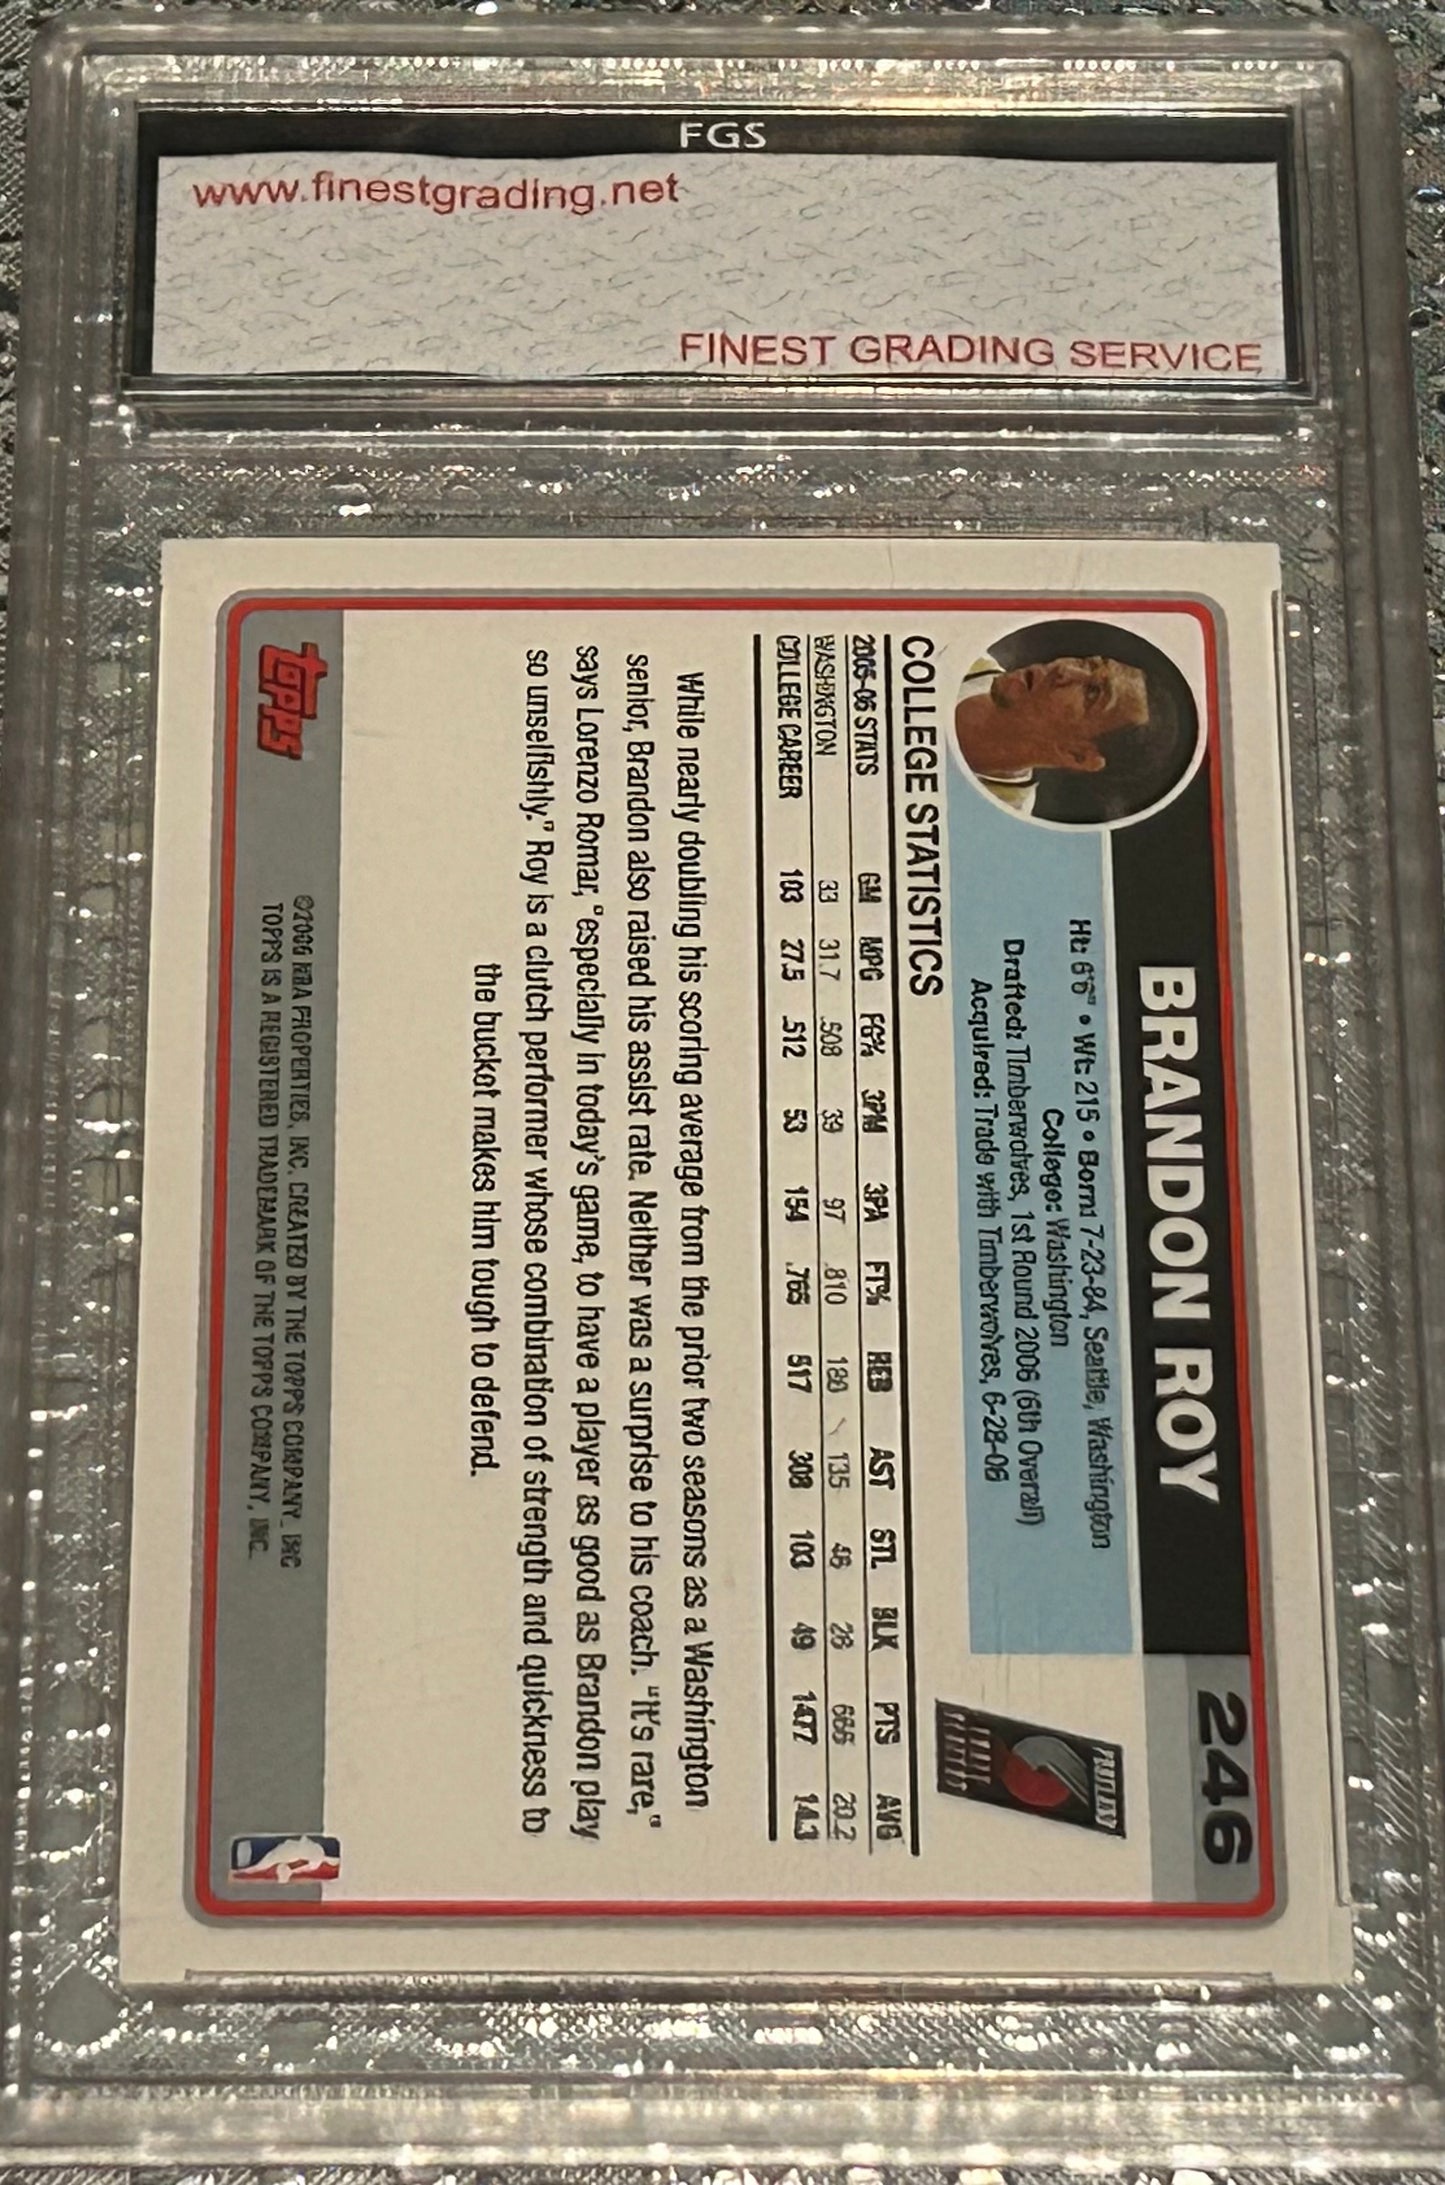 FGS
www.finestgrading.net
FINEST GRADING SERVICE
BRANDON ROY
246
Ht: 6'6" • Wt: 215 • Born: 7-23-84, Seattle, Washington
College: Washington
Drafted: Timberwolves, 1st Round 2006 (6th Overall)
Acquired: Trade with Timberwolves, 6-28-06
COLLEGE STATISTICS
2005-06 STATS GM MPG FG% 3PM 3PA FT% REB AST STL BLK PTS AVG
WASHINGTON 33 31.7 .508 39 97 .810 186 135 46 26 666 20.2
COLLEGE CAREER 103 27.5 .512 53 154 .765 517 308 103 49 1477 14.3
While nearly doubling his scoring average from the prior two seasons as a Washington
senior, Brandon also raised his assist rate. Neither was a surprise to his coach. "It's rare,"
says Lorenzo Romar, "especially in today's game, to have a player as good as Brandon play
so unselfishly." Roy is a clutch performer whose combination of strength and quickness to
the bucket makes him tough to defend.
topps
©2006 NBA PROPERTIES, INC. CREATED BY THE TOPPS COMPANY, INC
TOPPS IS A REGISTERED TRADEMARK OF THE TOPPS COMPANY, INC.